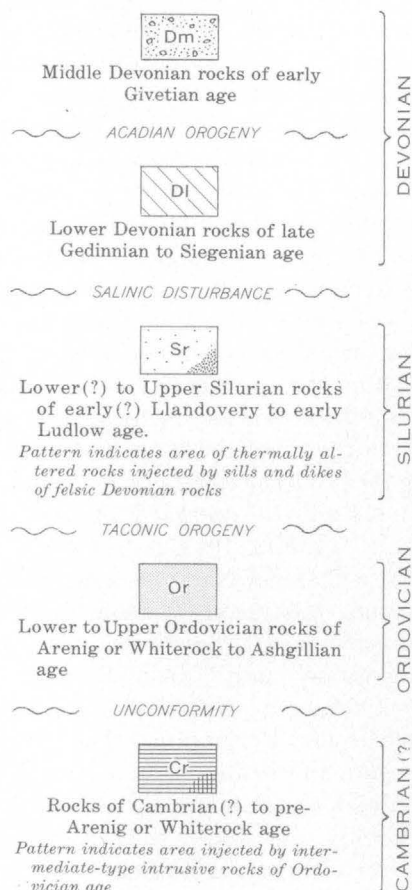 Dm
Middle Devonian rocks of early
Givetian age
ACADIAN OROGENY
Dl
Lower Devonian rocks of late
Gedinnian to Siegenian age
DEVONIAN
SALINIC DISTURBANCE
Sr
Lower(?) to Upper Silurian rocks
of early(?) Llandovery to early
Ludlow age.
Pattern indicates area of thermally al-
tered rocks injected by sills and dikes
of felsic Devonian rocks
SILURIAN
TACONIC OROGENY
Or
Lower to Upper Ordovician rocks of
Arenig or Whiterock to Ashgillian
age
ORDOVICIAN
UNCONFORMITY
Cr
Rocks of Cambrian(?) to pre-
Arenig or Whiterock age
Pattern indicates area injected by inter-
mediate-type intrusive rocks of Ordo-
vician age
CAMBRIAN(?)